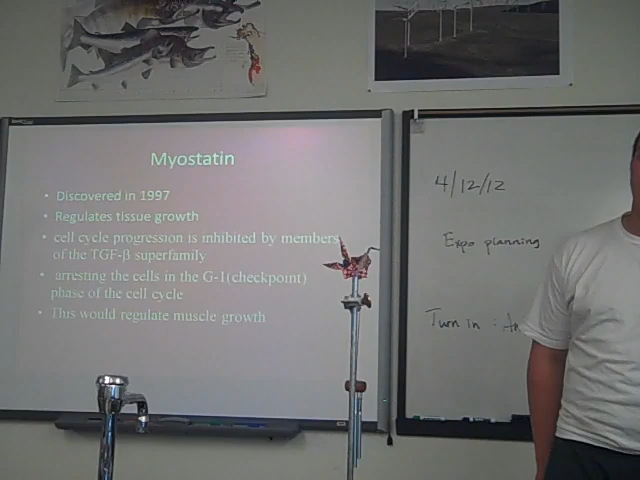 Myostatin
• Discovered in 1997
• Regulates tissue growth
• cell cycle progression is inhibited by members
of the TGF-β superfamily
• arresting the cells in the G-1(checkpoint)
phase of the cell cycle
• This would regulate muscle growth
4/12/12
Expo planning
Turn in : An